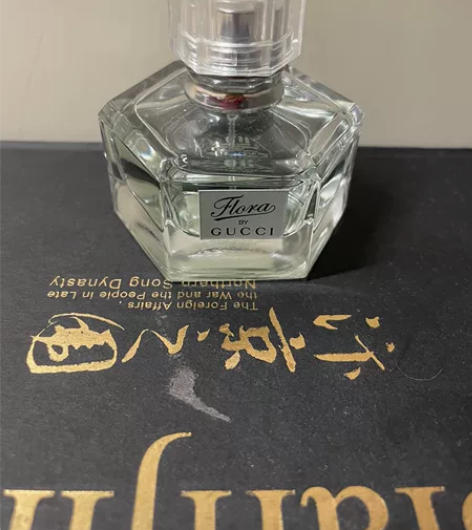 Flora
BY
GUCCI
The Foreign Affairs
the War and the People in Late
Northern Song Dynasty
汴京之围